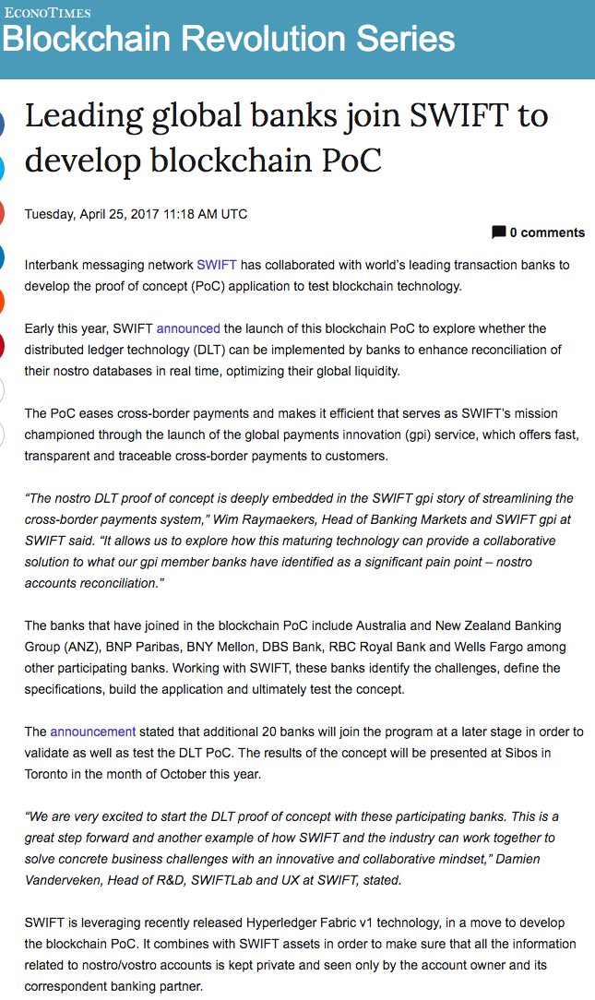 ECONOTIMES
Blockchain Revolution Series
Leading global banks join SWIFT to
develop blockchain PoC
Tuesday, April 25, 2017 11:18 AM UTC
0 comments
Interbank messaging network SWIFT has collaborated with world’s leading transaction banks to
develop the proof of concept (PoC) application to test blockchain technology.
Early this year, SWIFT announced the launch of this blockchain PoC to explore whether the
distributed ledger technology (DLT) can be implemented by banks to enhance reconciliation of
their nostro databases in real time, optimizing their global liquidity.
The PoC eases cross-border payments and makes it efficient that serves as SWIFT’s mission
championed through the launch of the global payments innovation (gpi) service, which offers fast,
transparent and traceable cross-border payments to customers.
“The nostro DLT proof of concept is deeply embedded in the SWIFT gpi story of streamlining the
cross-border payments system,” Wim Raymaekers, Head of Banking Markets and SWIFT gpi at
SWIFT said. “It allows us to explore how this maturing technology can provide a collaborative
solution to what our gpi member banks have identified as a significant pain point – nostro
accounts reconciliation.”
The banks that have joined in the blockchain PoC include Australia and New Zealand Banking
Group (ANZ), BNP Paribas, BNY Mellon, DBS Bank, RBC Royal Bank and Wells Fargo among
other participating banks. Working with SWIFT, these banks identify the challenges, define the
specifications, build the application and ultimately test the concept.
The announcement stated that additional 20 banks will join the program at a later stage in order to
validate as well as test the DLT PoC. The results of the concept will be presented at Sibos in
Toronto in the month of October this year.
“We are very excited to start the DLT proof of concept with these participating banks. This is a
great step forward and another example of how SWIFT and the industry can work together to
solve concrete business challenges with an innovative and collaborative mindset,” Damien
Vanderveken, Head of R&D, SWIFTLab and UX at SWIFT, stated.
SWIFT is leveraging recently released Hyperledger Fabric v1 technology, in a move to develop
the blockchain PoC. It combines with SWIFT assets in order to make sure that all the information
related to nostro/vostro accounts is kept private and seen only by the account owner and its
correspondent banking partner.